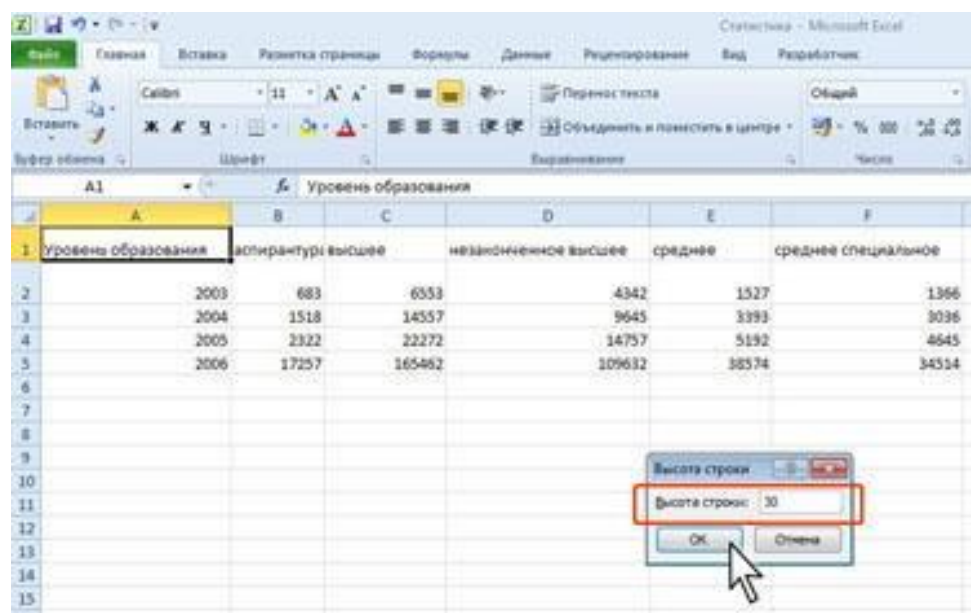 Статистика - Microsoft Excel
Файл Главная Вставка Разметка страницы Формулы Данные Рецензирование Вид Разработчик
Вставить
Calibri 11
Ж К Ч
Перенос текста
Объединить и поместить в центре
Общий
% 000
Буфер обмена Шрифт Выравнивание Число
A1 fx Уровень образования
A B C D E F
1 Уровень образования аспирантура высшее незаконченное высшее среднее среднее специальное
2 2003 683 6553 4342 1527 1366
3 2004 1518 14557 9645 3393 3036
4 2005 2322 22272 14757 5192 4645
5 2006 17257 165462 109632 38574 34514
6
7
8
9
Высота строки
10
11
Высота строки: 30
12
ОК Отмена
13
14
15